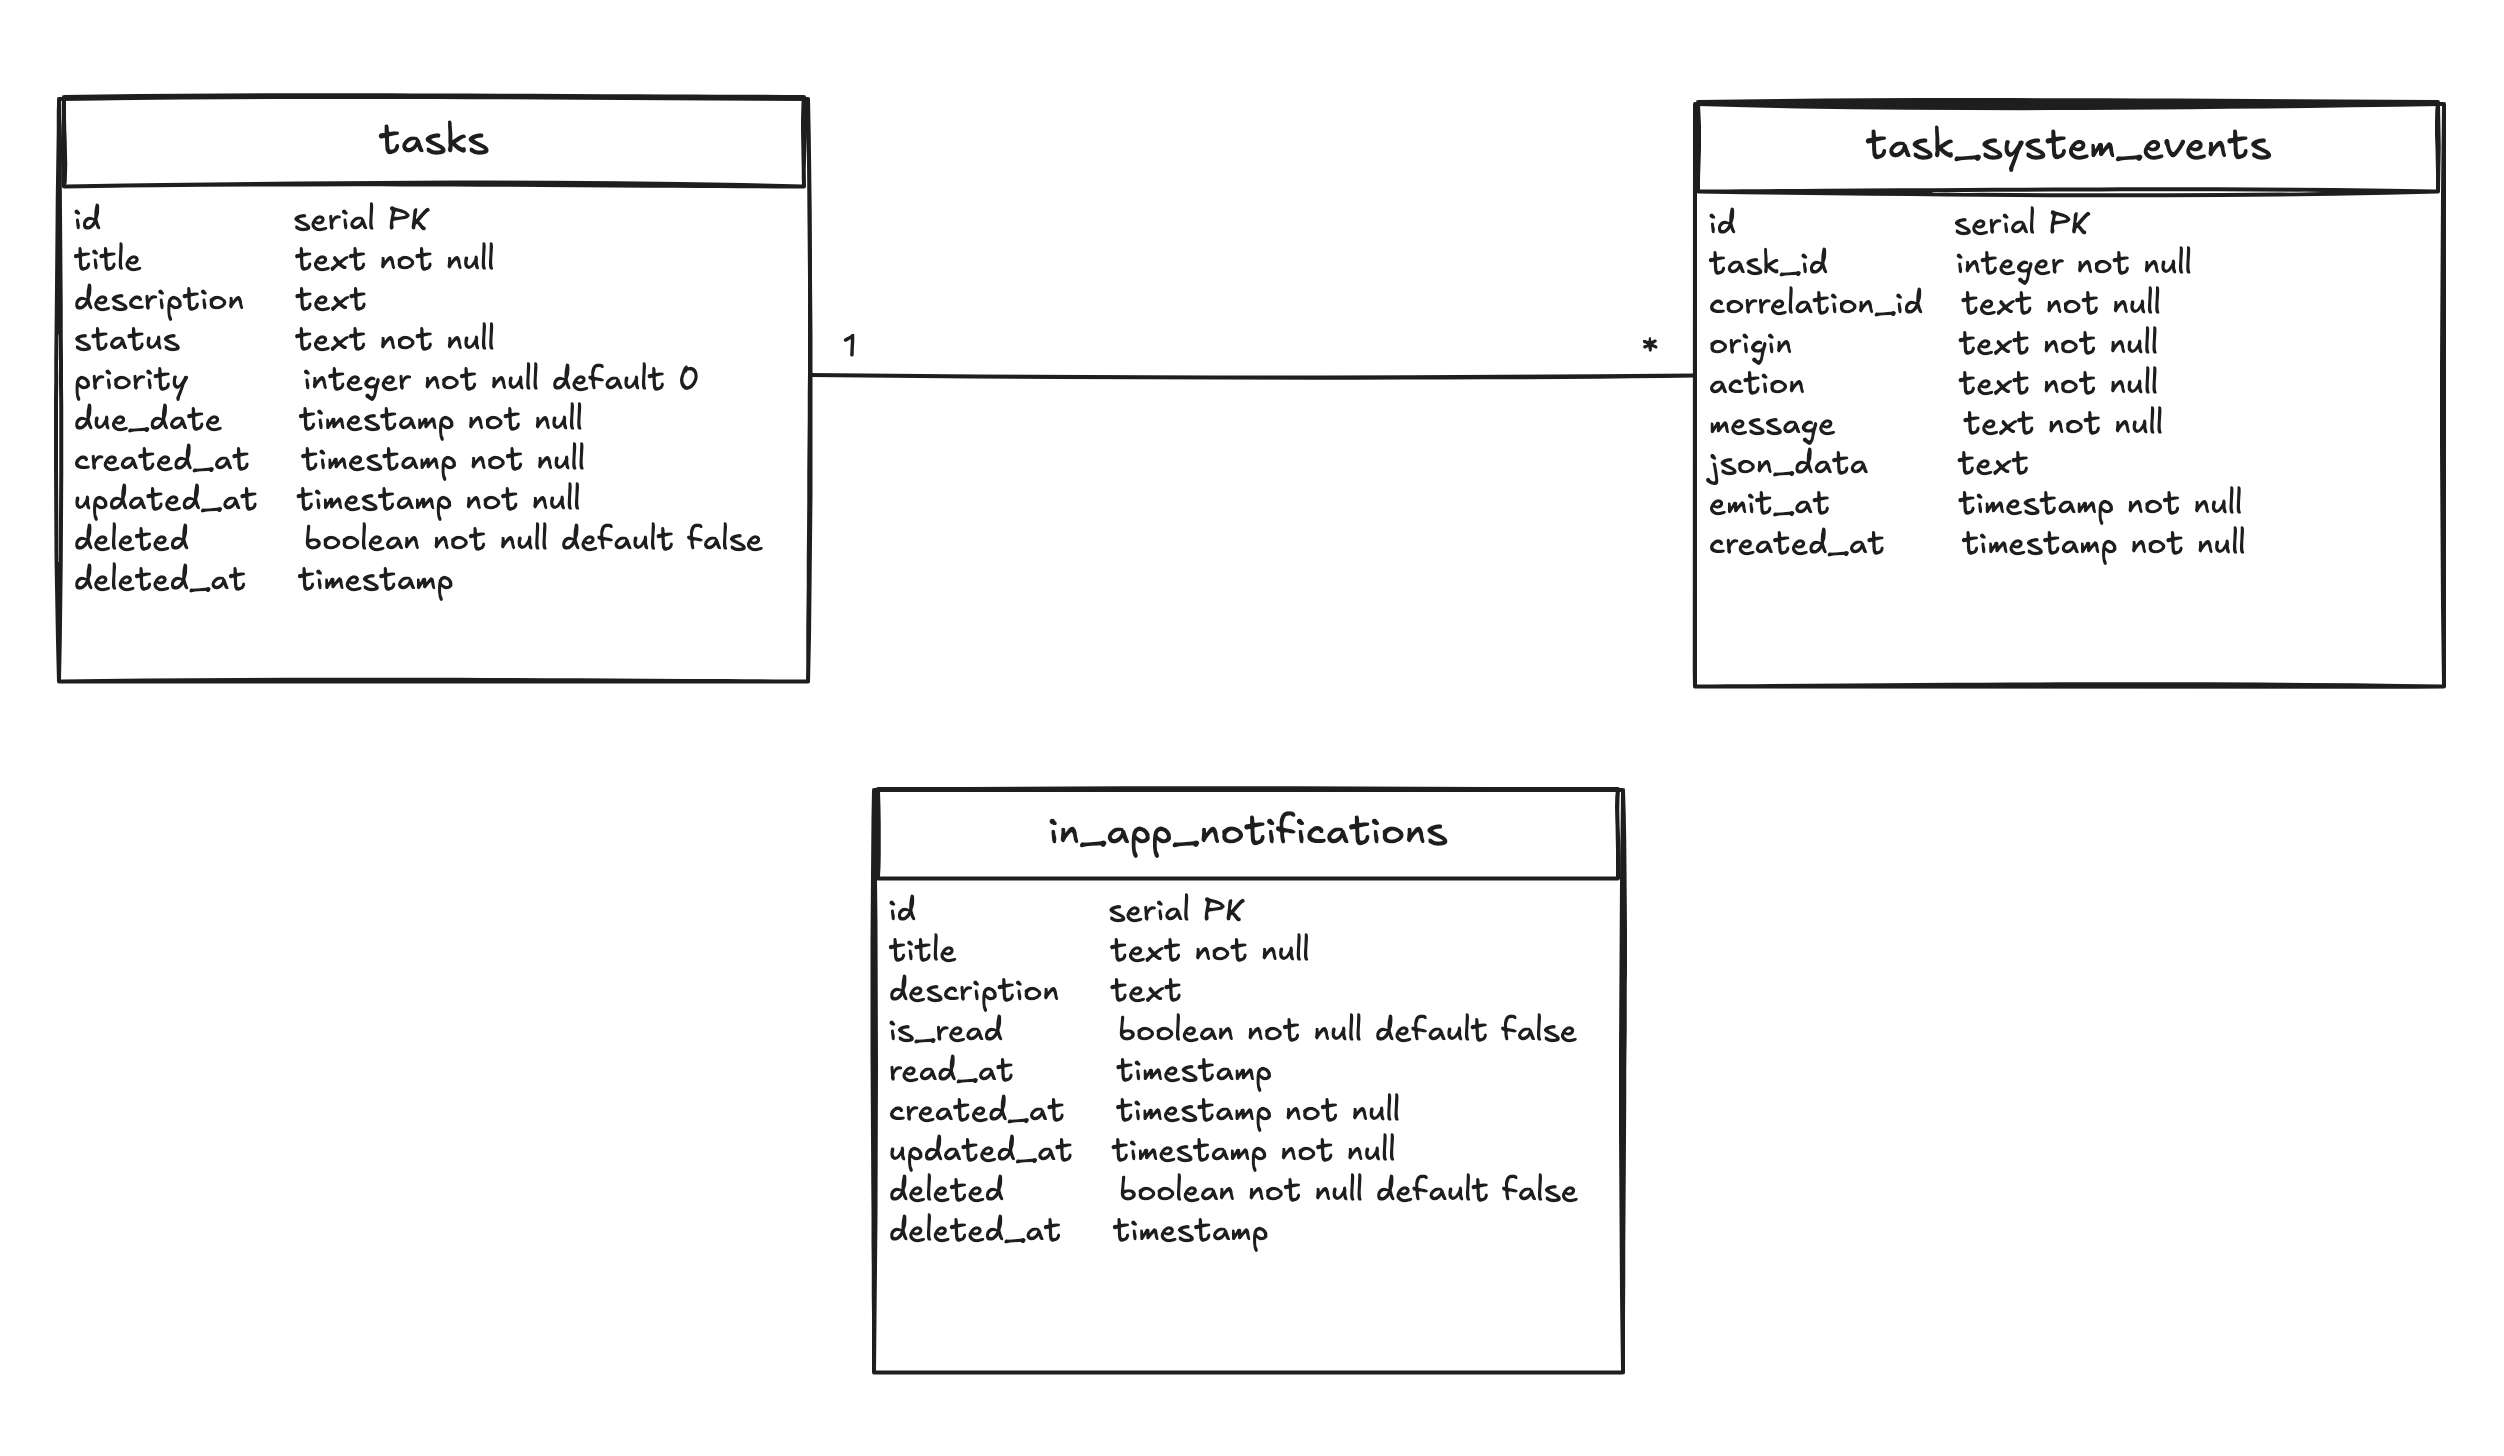 tasks
id serial PK
title text not null
description text
status text not null
priority integer not null default 0
due_date timestamp not null
created_at timestamp not null
updated_at timestamp not null
deleted boolean not null default false
deleted_at timestamp
1
*
task_system_events
id serial PK
task_id integer not null
correlation_id text not null
origin text not null
action text not null
message text not null
json_data text
emit_at timestamp not null
created_at timestamp not null
in_app_notifications
id serial PK
title text not null
description text
is_read boolean not null default false
read_at timestamp
created_at timestamp not null
updated_at timestamp not null
deleted boolean not null default false
deleted_at timestamp